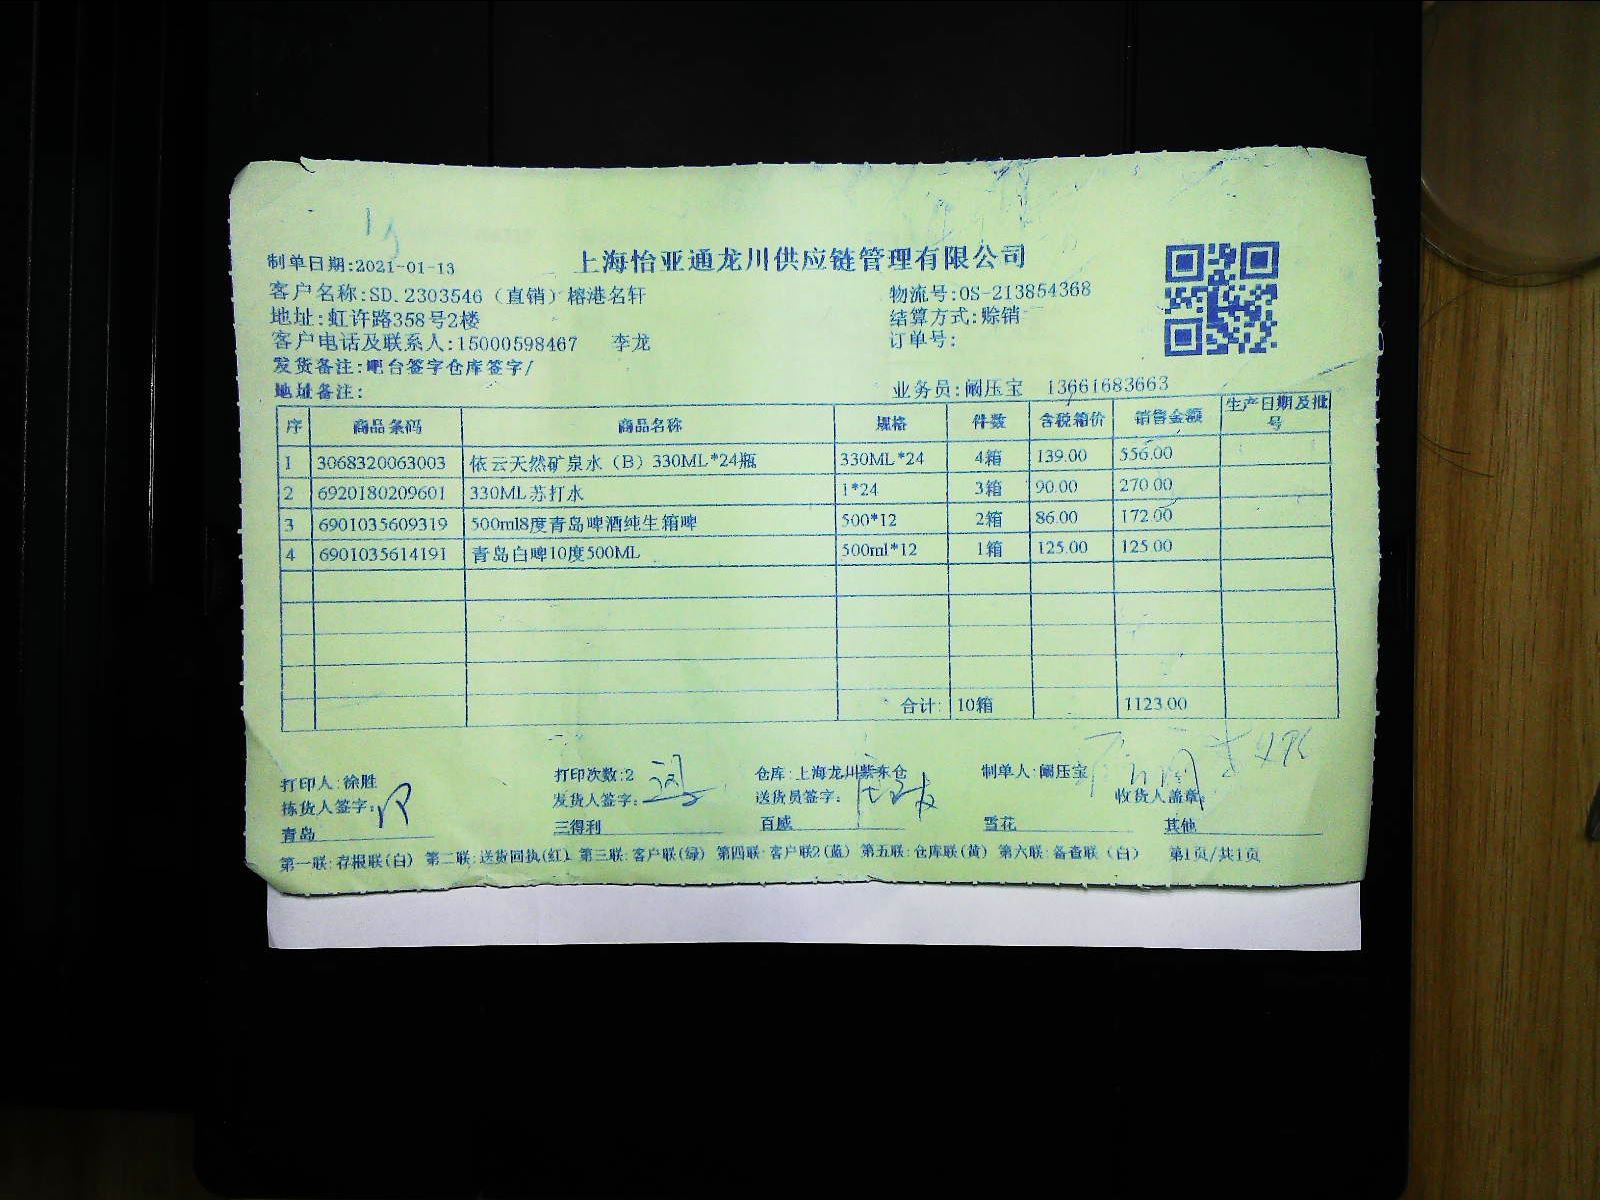 上海怡亚通龙川供应链管理有限公司
制单日期:2021-01-13
客户名称:SD.2303546（直销）榕港名轩 物流号:OS-213854368
地址:虹许路358号2楼 结算方式:赊销
客户电话及联系人:15000598467 李龙 订单号:
发货备注:吧台签字仓库签字/
地址备注: 业务员:阚压宝 13661683663
序 商品条码 商品名称 规格 件数 含税箱价 销售金额 生产日期及批号
1 3068320063003 依云天然矿泉水（B）330ML*24瓶 330ML*24 4箱 139.00 556.00
2 6920180209601 330ML苏打水 1*24 3箱 90.00 270.00
3 6901035609319 500ml8度青岛啤酒纯生箱啤 500*12 2箱 86.00 172.00
4 6901035614191 青岛白啤10度500ML 500ml*12 1箱 125.00 125.00
合计: 10箱 1123.00
打印人:徐胜 打印次数:2 仓库:上海龙川紫东仓 制单人:阚压宝
拣货人签字: 发货人签字: 送货员签字: 收货人盖章:
青岛 三得利 百威 雪花 其他
第一联:存根联(白) 第二联:送货回执(红) 第三联:客户联(绿) 第四联:客户联2(蓝) 第五联:仓库联(黄) 第六联:备查联（白） 第1页/共1页